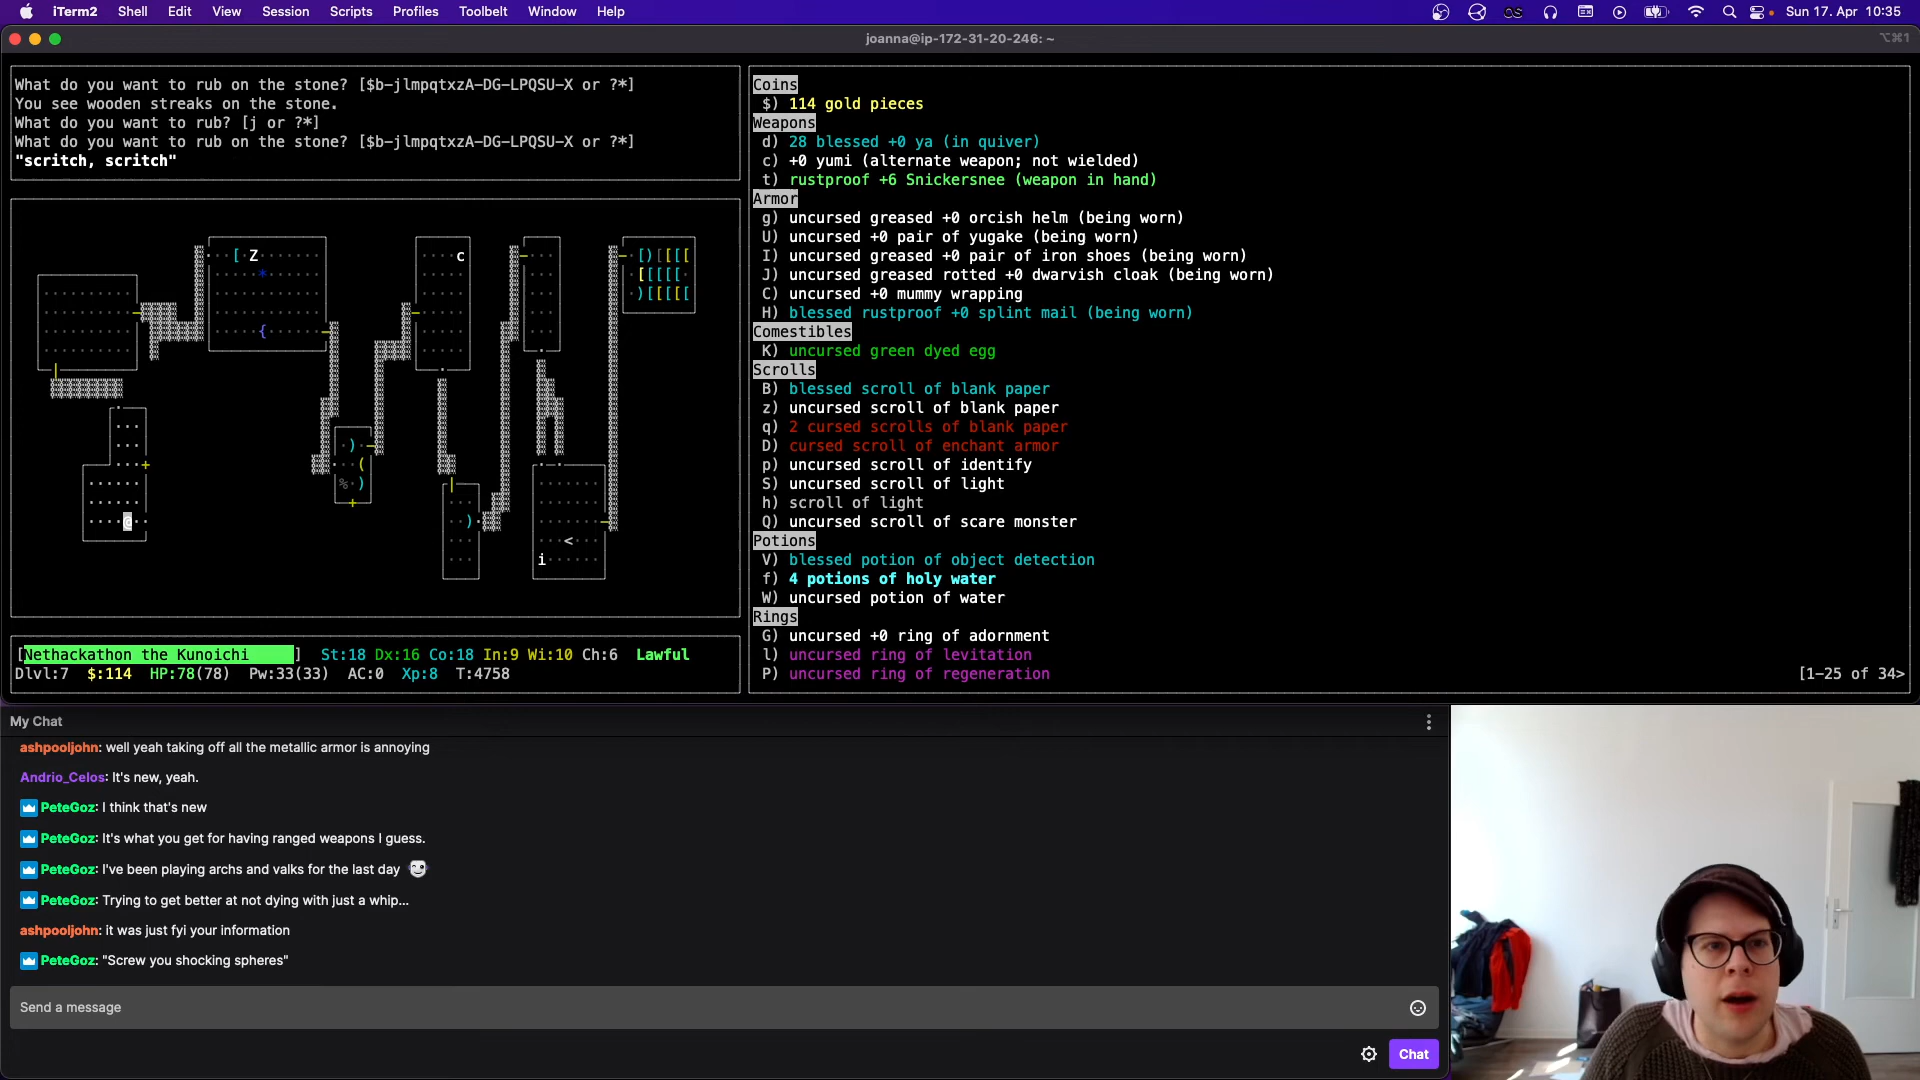 iTerm2 Shell Edit View Session Scripts Profiles Toolbelt Window Help
Sun 17. Apr 10:35
joanna@ip-172-31-20-246: ~
⌥⌘1
What do you want to rub on the stone? [$b-jlmpqtxzA-DG-LPQSU-X or ?*]
You see wooden streaks on the stone.
What do you want to rub? [j or ?*]
What do you want to rub on the stone? [$b-jlmpqtxzA-DG-LPQSU-X or ?*]
"scritch, scritch"
[Nethackathon the Kunoichi ] St:18 Dx:16 Co:18 In:9 Wi:10 Ch:6 Lawful
Dlvl:7 $:114 HP:78(78) Pw:33(33) AC:0 Xp:8 T:4758
Coins
$) 114 gold pieces
Weapons
d) 28 blessed +0 ya (in quiver)
c) +0 yumi (alternate weapon; not wielded)
t) rustproof +6 Snickersnee (weapon in hand)
Armor
g) uncursed greased +0 orcish helm (being worn)
U) uncursed +0 pair of yugake (being worn)
I) uncursed greased +0 pair of iron shoes (being worn)
J) uncursed greased rotted +0 dwarvish cloak (being worn)
C) uncursed +0 mummy wrapping
H) blessed rustproof +0 splint mail (being worn)
Comestibles
K) uncursed green dyed egg
Scrolls
B) blessed scroll of blank paper
z) uncursed scroll of blank paper
q) 2 cursed scrolls of blank paper
D) cursed scroll of enchant armor
p) uncursed scroll of identify
S) uncursed scroll of light
h) scroll of light
Q) uncursed scroll of scare monster
Potions
V) blessed potion of object detection
f) 4 potions of holy water
W) uncursed potion of water
Rings
G) uncursed +0 ring of adornment
l) uncursed ring of levitation
P) uncursed ring of regeneration
[1-25 of 34>
My Chat
ashpooljohn: well yeah taking off all the metallic armor is annoying
Andrio_Celos: It's new, yeah.
PeteGoz: I think that's new
PeteGoz: It's what you get for having ranged weapons I guess.
PeteGoz: I've been playing archs and valks for the last day
PeteGoz: Trying to get better at not dying with just a whip...
ashpooljohn: it was just fyi your information
PeteGoz: "Screw you shocking spheres"
Send a message
Chat